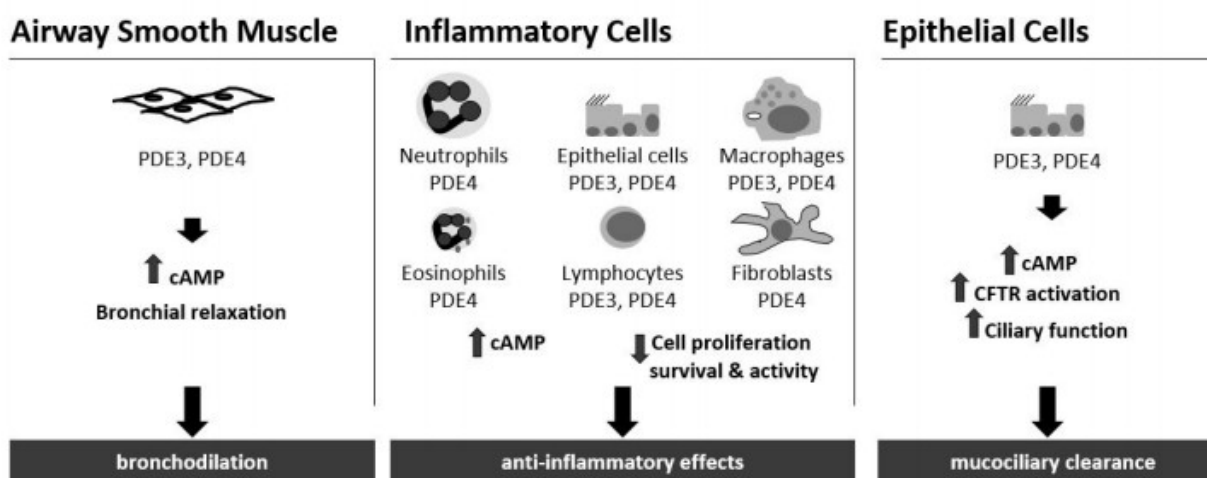 Airway Smooth Muscle
PDE3, PDE4
cAMP
Bronchial relaxation
bronchodilation
Inflammatory Cells
Neutrophils
PDE4
Epithelial cells
PDE3, PDE4
Macrophages
PDE3, PDE4
Eosinophils
PDE4
Lymphocytes
PDE3, PDE4
Fibroblasts
PDE4
cAMP
Cell proliferation
survival & activity
anti-inflammatory effects
Epithelial Cells
PDE3, PDE4
cAMP
CFTR activation
Ciliary function
mucociliary clearance